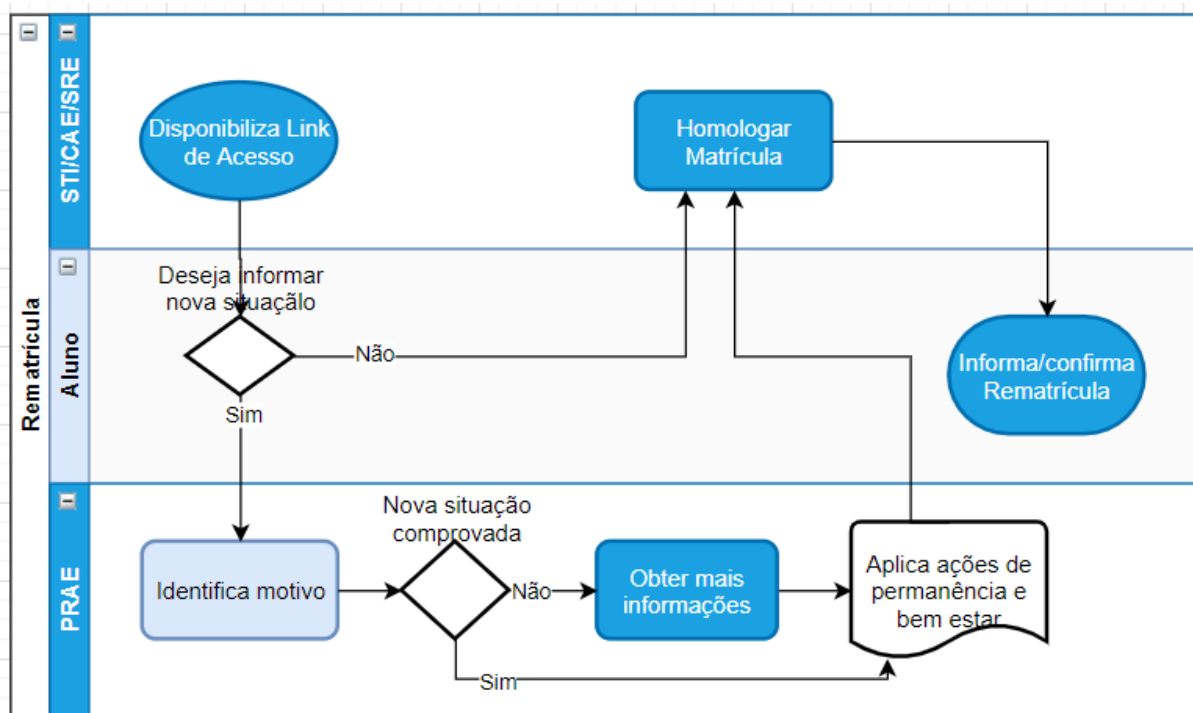 Rematrícula
STI/CAE/SRE
Disponibiliza Link
de Acesso
Homologar
Matrícula
Aluno
Deseja informar
nova situaçãlo
Não
Sim
Informa/confirma
Rematrícula
PRAE
Identifica motivo
Nova situação
comprovada
Não
Sim
Obter mais
informações
Aplica ações de
permanência e
bem estar